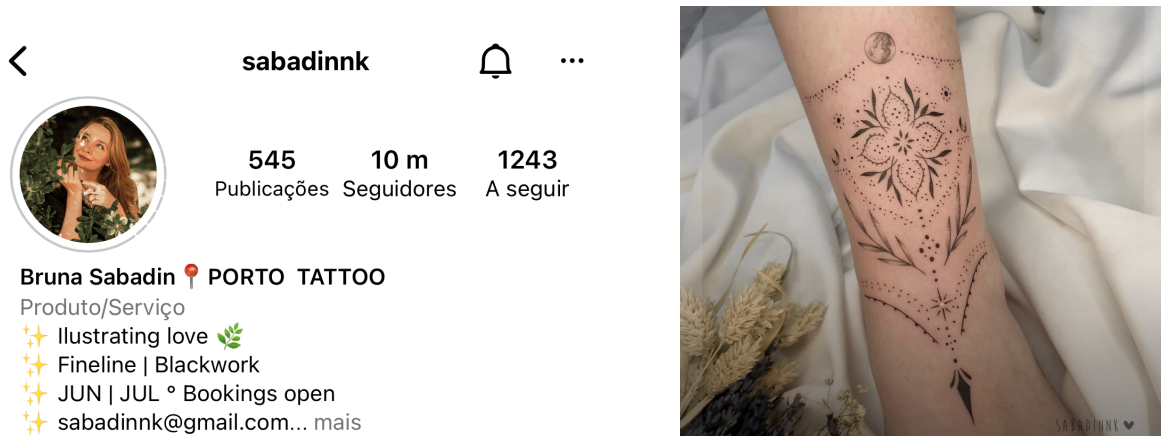 sabadinnk
545 10 m 1243
Publicações Seguidores A seguir
Bruna Sabadin📍PORTO TATTOO
Produto/Serviço
✨ Ilustrating love 🌿
✨ Fineline | Blackwork
✨ JUN | JUL ° Bookings open
✨ sabadinnk@gmail.com... mais
SABADINNK ♥